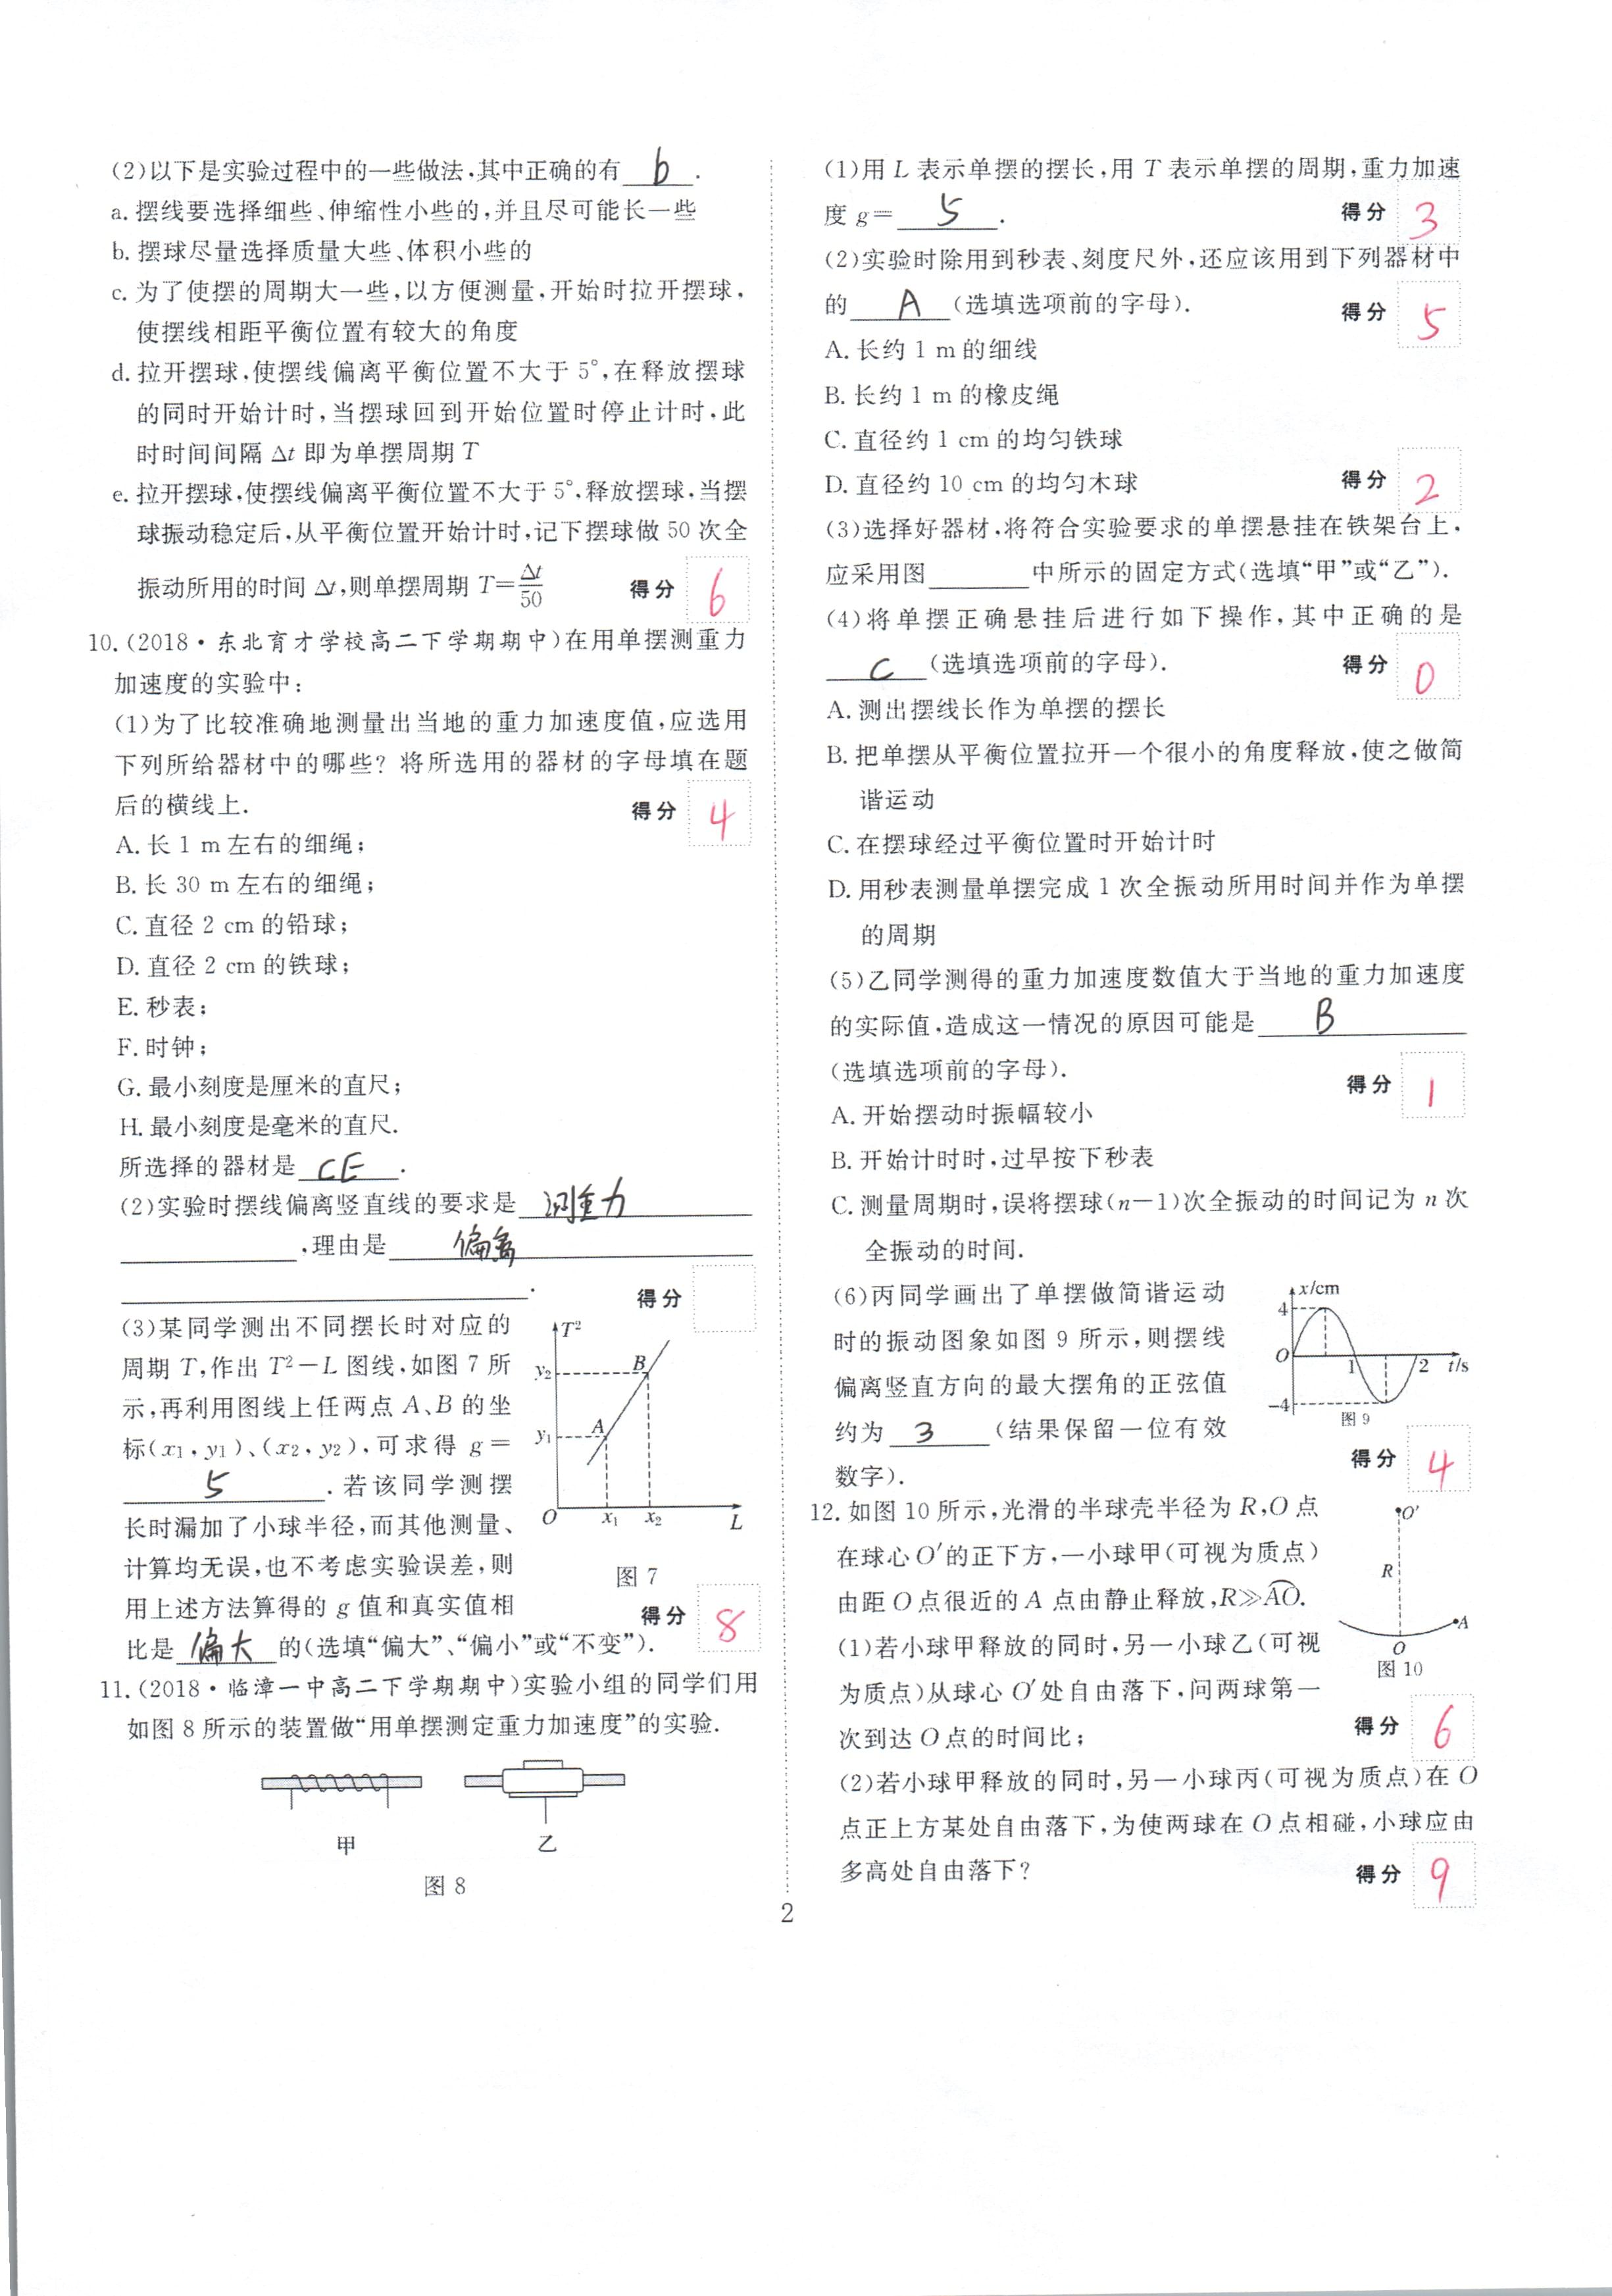 (2)以下是实验过程中的一些做法,其中正确的有 b .
a. 摆线要选择细些、伸缩性小些的,并且尽可能长一些
b. 摆球尽量选择质量大些、体积小些的
c. 为了使摆的周期大一些,以方便测量,开始时拉开摆球,
使摆线相距平衡位置有较大的角度
d. 拉开摆球,使摆线偏离平衡位置不大于 5°,在释放摆球
的同时开始计时,当摆球回到开始位置时停止计时,此
时时间间隔 Δt 即为单摆周期 T
e. 拉开摆球,使摆线偏离平衡位置不大于 5°,释放摆球,当摆
球振动稳定后,从平衡位置开始计时,记下摆球做 50 次全
振动所用的时间 Δt,则单摆周期 T=Δt/50 得分 6
10. (2018·东北育才学校高二下学期期中)在用单摆测重力
加速度的实验中:
(1)为了比较准确地测量出当地的重力加速度值,应选用
下列所给器材中的哪些? 将所选用的器材的字母填在题
后的横线上. 得分 4
A. 长 1 m 左右的细绳;
B. 长 30 m 左右的细绳;
C. 直径 2 cm 的铅球;
D. 直径 2 cm 的铁球;
E. 秒表;
F. 时钟;
G. 最小刻度是厘米的直尺;
H. 最小刻度是毫米的直尺.
所选择的器材是 CE .
(2)实验时摆线偏离竖直线的要求是 测重力
,理由是 偏离
. 得分
(3)某同学测出不同摆长时对应的
周期 T,作出 T²－L 图线,如图 7 所
示,再利用图线上任两点 A、B 的坐
标(x₁,y₁)、(x₂,y₂),可求得 g=
5 . 若该同学测摆
长时漏加了小球半径,而其他测量、
计算均无误,也不考虑实验误差,则
用上述方法算得的 g 值和真实值相
比是 偏大 的(选填“偏大”、“偏小”或“不变”).
T²
y₂
B
y₁
A
O
x₁
x₂
L
图 7
得分 8
11. (2018·临漳一中高二下学期期中)实验小组的同学们用
如图 8 所示的装置做“用单摆测定重力加速度”的实验.
甲
乙
图 8
(1)用 L 表示单摆的摆长,用 T 表示单摆的周期,重力加速
度 g= 5 . 得分 3
(2)实验时除用到秒表、刻度尺外,还应该用到下列器材中
的 A (选填选项前的字母). 得分 5
A. 长约 1 m 的细线
B. 长约 1 m 的橡皮绳
C. 直径约 1 cm 的均匀铁球
D. 直径约 10 cm 的均匀木球 得分 2
(3)选择好器材,将符合实验要求的单摆悬挂在铁架台上,
应采用图 中所示的固定方式(选填“甲”或“乙”).
(4)将单摆正确悬挂后进行如下操作,其中正确的是
C (选填选项前的字母). 得分 0
A. 测出摆线长作为单摆的摆长
B. 把单摆从平衡位置拉开一个很小的角度释放,使之做简
谐运动
C. 在摆球经过平衡位置时开始计时
D. 用秒表测量单摆完成 1 次全振动所用时间并作为单摆
的周期
(5)乙同学测得的重力加速度数值大于当地的重力加速度
的实际值,造成这一情况的原因可能是 B
(选填选项前的字母). 得分 1
A. 开始摆动时振幅较小
B. 开始计时时,过早按下秒表
C. 测量周期时,误将摆球(n－1)次全振动的时间记为 n 次
全振动的时间.
(6)丙同学画出了单摆做简谐运动
时的振动图象如图 9 所示,则摆线
偏离竖直方向的最大摆角的正弦值
约为 3 (结果保留一位有效
数字).
x/cm
4
O
1
2
t/s
−4
图 9
得分 4
12. 如图 10 所示,光滑的半球壳半径为 R,O 点
在球心 O′的正下方,一小球甲(可视为质点)
由距 O 点很近的 A 点由静止释放,R≫AO.
(1)若小球甲释放的同时,另一小球乙(可视
为质点)从球心 O′处自由落下,问两球第一
次到达 O 点的时间比;
O′
R
A
O
图 10
得分 6
(2)若小球甲释放的同时,另一小球丙(可视为质点)在 O
点正上方某处自由落下,为使两球在 O 点相碰,小球应由
多高处自由落下? 得分 9
2